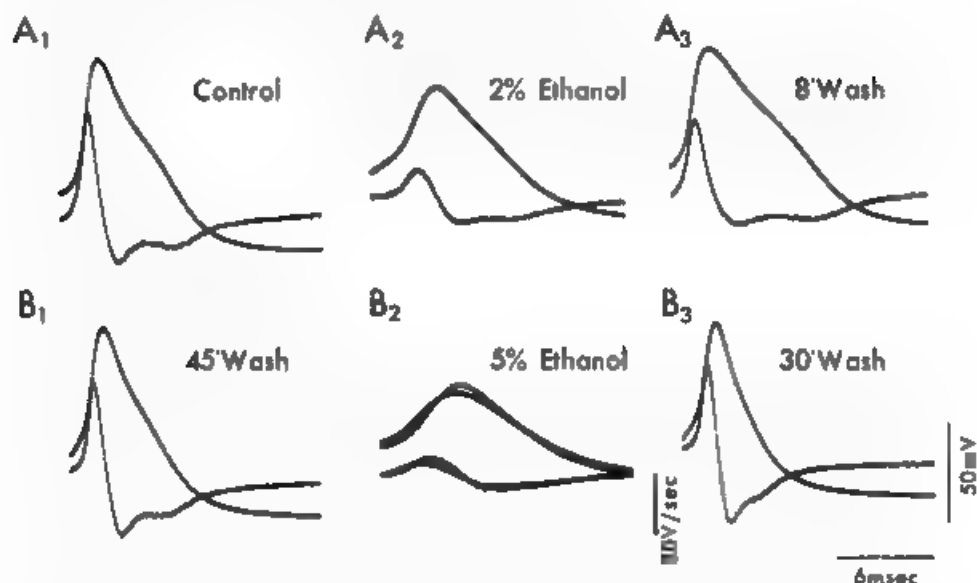 A1
Control
A2
2% Ethanol
A3
8'Wash
B1
45'Wash
B2
5% Ethanol
B3
30'Wash
V/sec
50mV
6msec